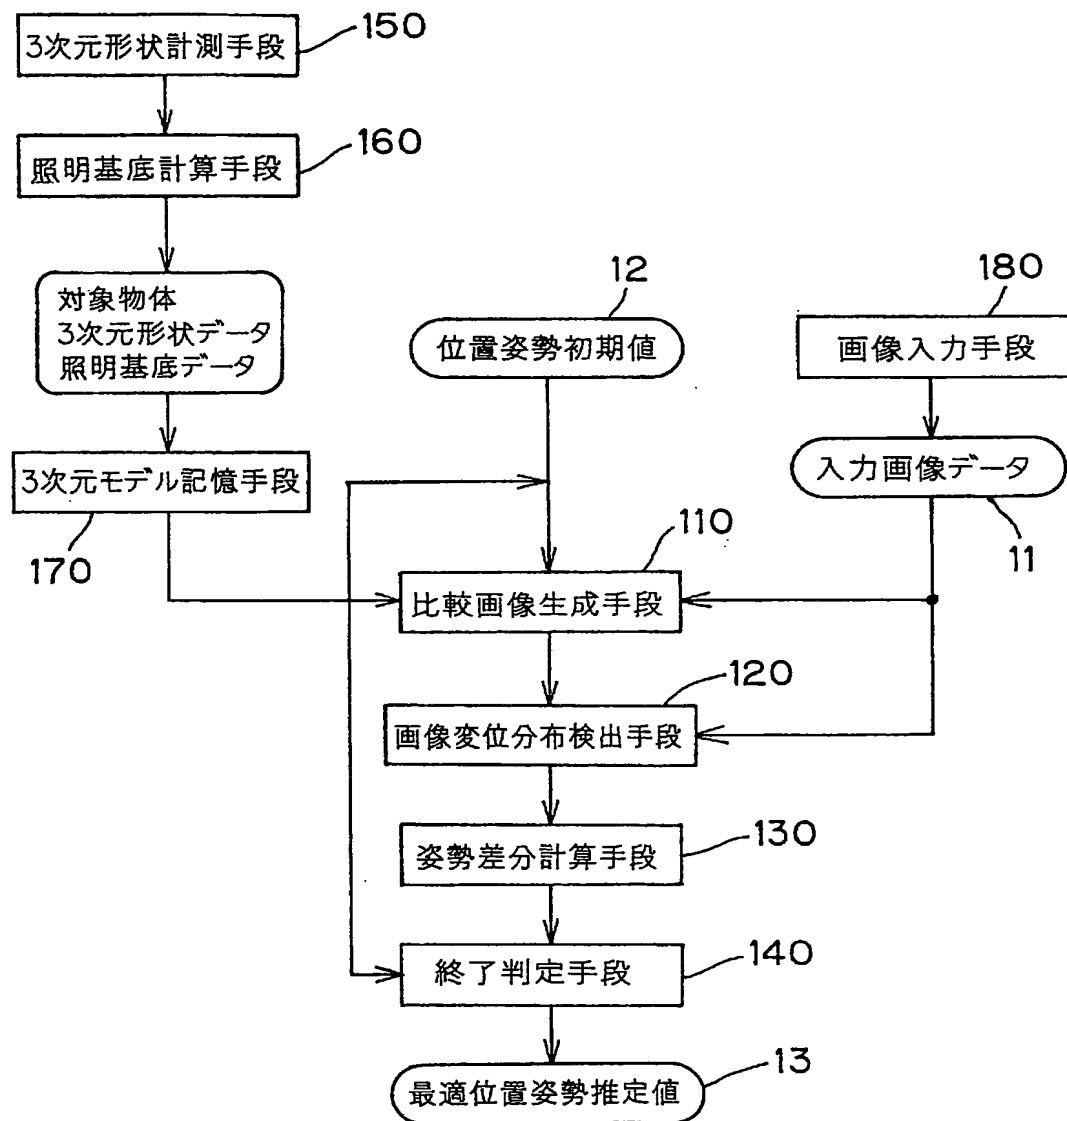 3次元形状計測手段
150
照明基底計算手段
160
対象物体
3次元形状データ
照明基底データ
3次元モデル記憶手段
170
12
位置姿勢初期値
180
画像入力手段
入力画像データ
11
110
比較画像生成手段
120
画像変位分布検出手段
姿勢差分計算手段
130
終了判定手段
140
最適位置姿勢推定値
13